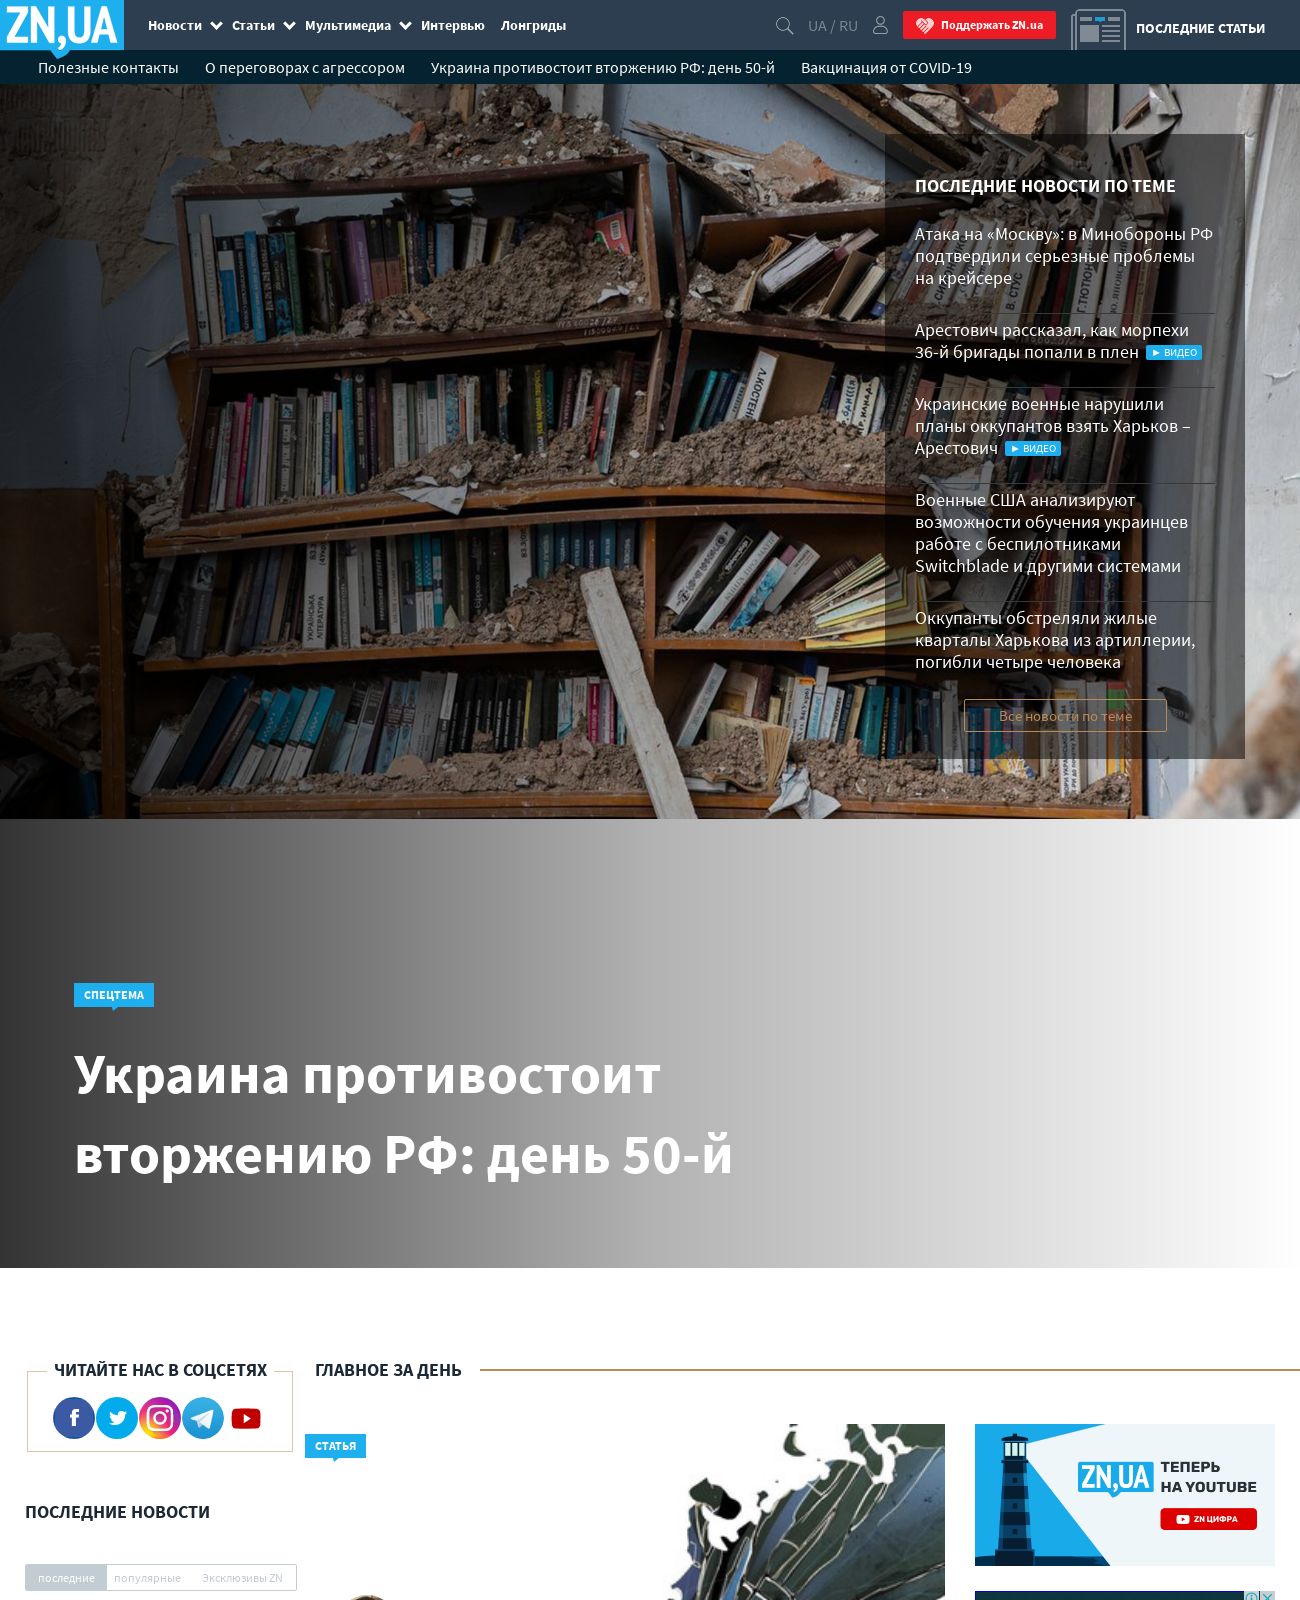 ZN,UA
Новости
Статьи
Мультимедиа
Интервью
Лонгриды
UA / RU
Поддержать ZN.ua
ПОСЛЕДНИЕ СТАТЬИ
Полезные контакты
О переговорах с агрессором
Украина противостоит вторжению РФ: день 50-й
Вакцинация от COVID-19
ПОСЛЕДНИЕ НОВОСТИ ПО ТЕМЕ
Атака на «Москву»: в Минобороны РФ
подтвердили серьезные проблемы
на крейсере
Арестович рассказал, как морпехи
36-й бригады попали в плен ВИДЕО
Украинские военные нарушили
планы оккупантов взять Харьков –
Арестович ВИДЕО
Военные США анализируют
возможности обучения украинцев
работе с беспилотниками
Switchblade и другими системами
Оккупанты обстреляли жилые
кварталы Харькова из артиллерии,
погибли четыре человека
Все новости по теме
СПЕЦТЕМА
Украина противостоит
вторжению РФ: день 50-й
ЧИТАЙТЕ НАС В СОЦСЕТЯХ
ГЛАВНОЕ ЗА ДЕНЬ
СТАТЬЯ
ZN,UA
ТЕПЕРЬ
НА YOUTUBE
ZN ЦИФРА
ПОСЛЕДНИЕ НОВОСТИ
последние
популярные
Эксклюзивы ZN